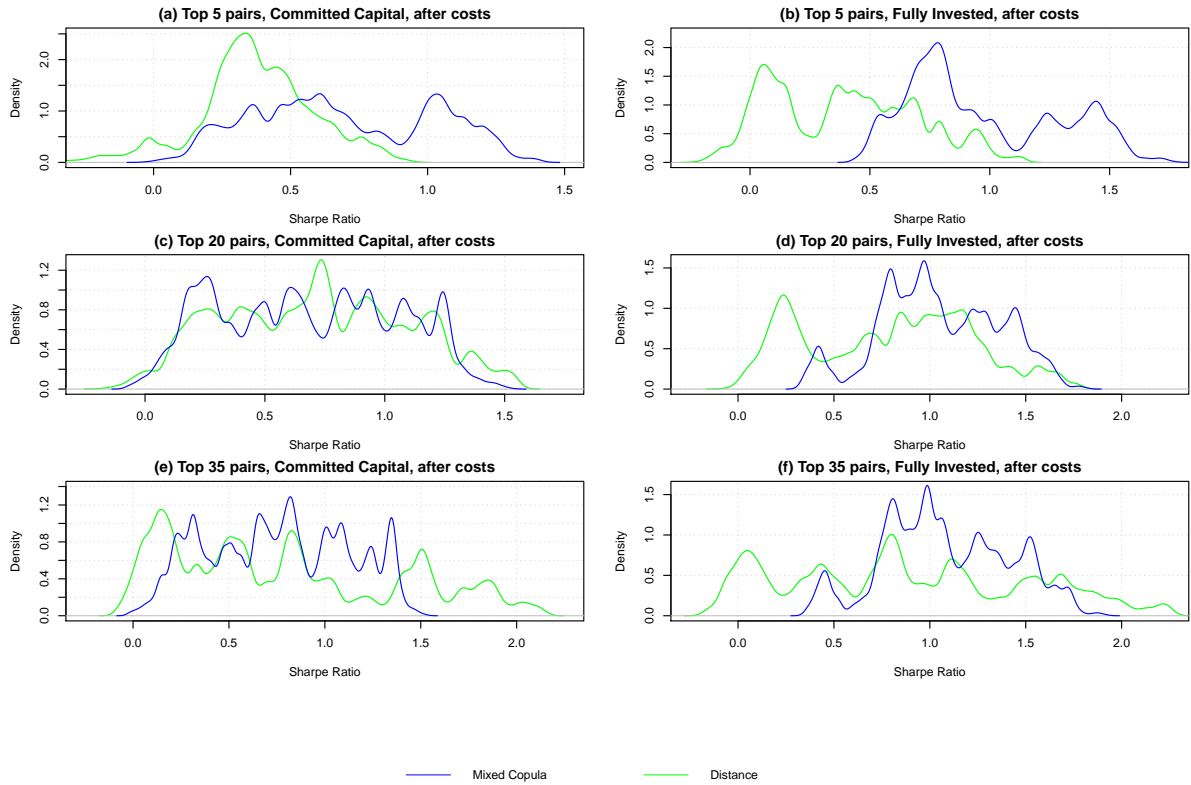 (a) Top 5 pairs, Committed Capital, after costs
Density
0.0 1.0 2.0
0.0 0.5 1.0 1.5
Sharpe Ratio
(b) Top 5 pairs, Fully Invested, after costs
Density
0.0 0.5 1.0 1.5 2.0
0.0 0.5 1.0 1.5
Sharpe Ratio
(c) Top 20 pairs, Committed Capital, after costs
Density
0.0 0.4 0.8 1.2
0.0 0.5 1.0 1.5
Sharpe Ratio
(d) Top 20 pairs, Fully Invested, after costs
Density
0.0 0.5 1.0 1.5
0.0 0.5 1.0 1.5 2.0
Sharpe Ratio
(e) Top 35 pairs, Committed Capital, after costs
Density
0.0 0.4 0.8 1.2
0.0 0.5 1.0 1.5 2.0
Sharpe Ratio
(f) Top 35 pairs, Fully Invested, after costs
Density
0.0 0.5 1.0 1.5
0.0 0.5 1.0 1.5 2.0
Sharpe Ratio
Mixed Copula Distance